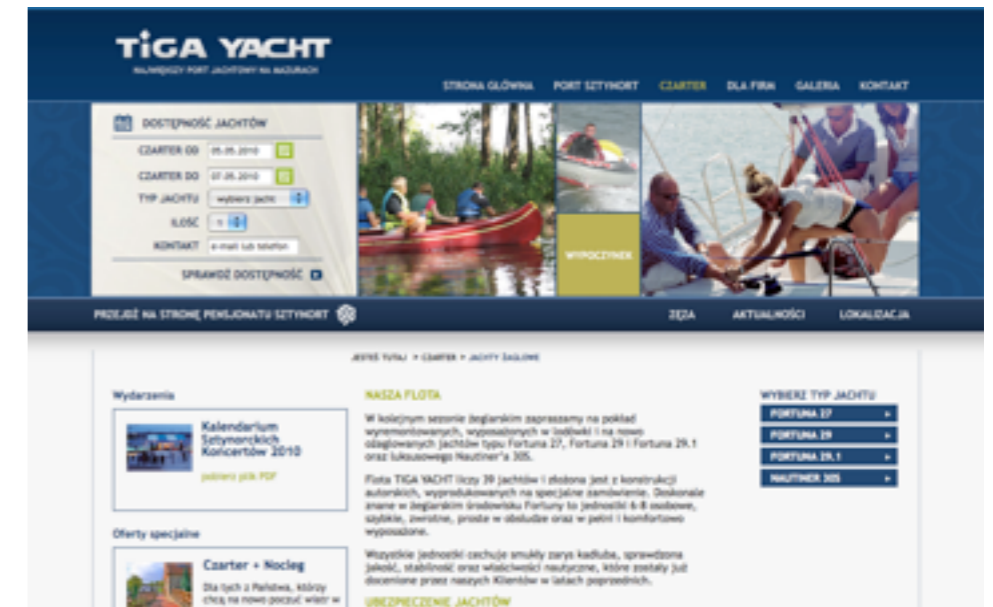 TiGA YACHT
NAJWIĘKSZY PORT JACHTOWY NA MAZURACH
STRONA GŁÓWNA PORT SZTYNORT CZARTER DLA FIRM GALERIA KONTAKT
DOSTĘPNOŚĆ JACHTÓW
CZARTER OD 05.05.2010
CZARTER DO 07.05.2010
TYP JACHTU wybierz jacht
ILOŚĆ 1
KONTAKT e-mail lub telefon
SPRAWDŹ DOSTĘPNOŚĆ
WYPOCZYNEK
PRZEJDŹ NA STRONĘ PENSJONATU SZTYNORT
ZĘZA AKTUALNOŚCI LOKALIZACJA
JESTEŚ TUTAJ > CZARTER > JACHTY ŻAGLOWE
Wydarzenia
Kalendarium
Sztynorckich
Koncertów 2010
pobierz plik PDF
Oferty specjalne
Czarter + Nocleg
Dla tych z Państwa, którzy
chcą na nowo poczuć wiatr w
NASZA FLOTA
W kolejnym sezonie żeglarskim zapraszamy na pokład
wyremontowanych, wyposażonych w lodówki i na nowo
ożaglowanych jachtów typu Fortuna 27, Fortuna 29 i Fortuna 29.1
oraz luksusowego Nautiner'a 30S.
Flota TIGA YACHT liczy 39 jachtów i złożona jest z konstrukcji
autorskich, wyprodukowanych na specjalne zamówienie. Doskonale
znane w żeglarskim środowisku Fortuny to jednostki 6-8 osobowe,
szybkie, zwrotne, proste w obsłudze oraz w pełni i komfortowo
wyposażone.
Wszystkie jednostki cechuje smukły zarys kadłuba, sprawdzona
jakość, stabilność oraz właściwości nautyczne, które zostały już
docenione przez naszych Klientów w latach poprzednich.
UBEZPIECZENIE JACHTÓW
WYBIERZ TYP JACHTU
FORTUNA 27
FORTUNA 29
FORTUNA 29.1
NAUTINER 30S